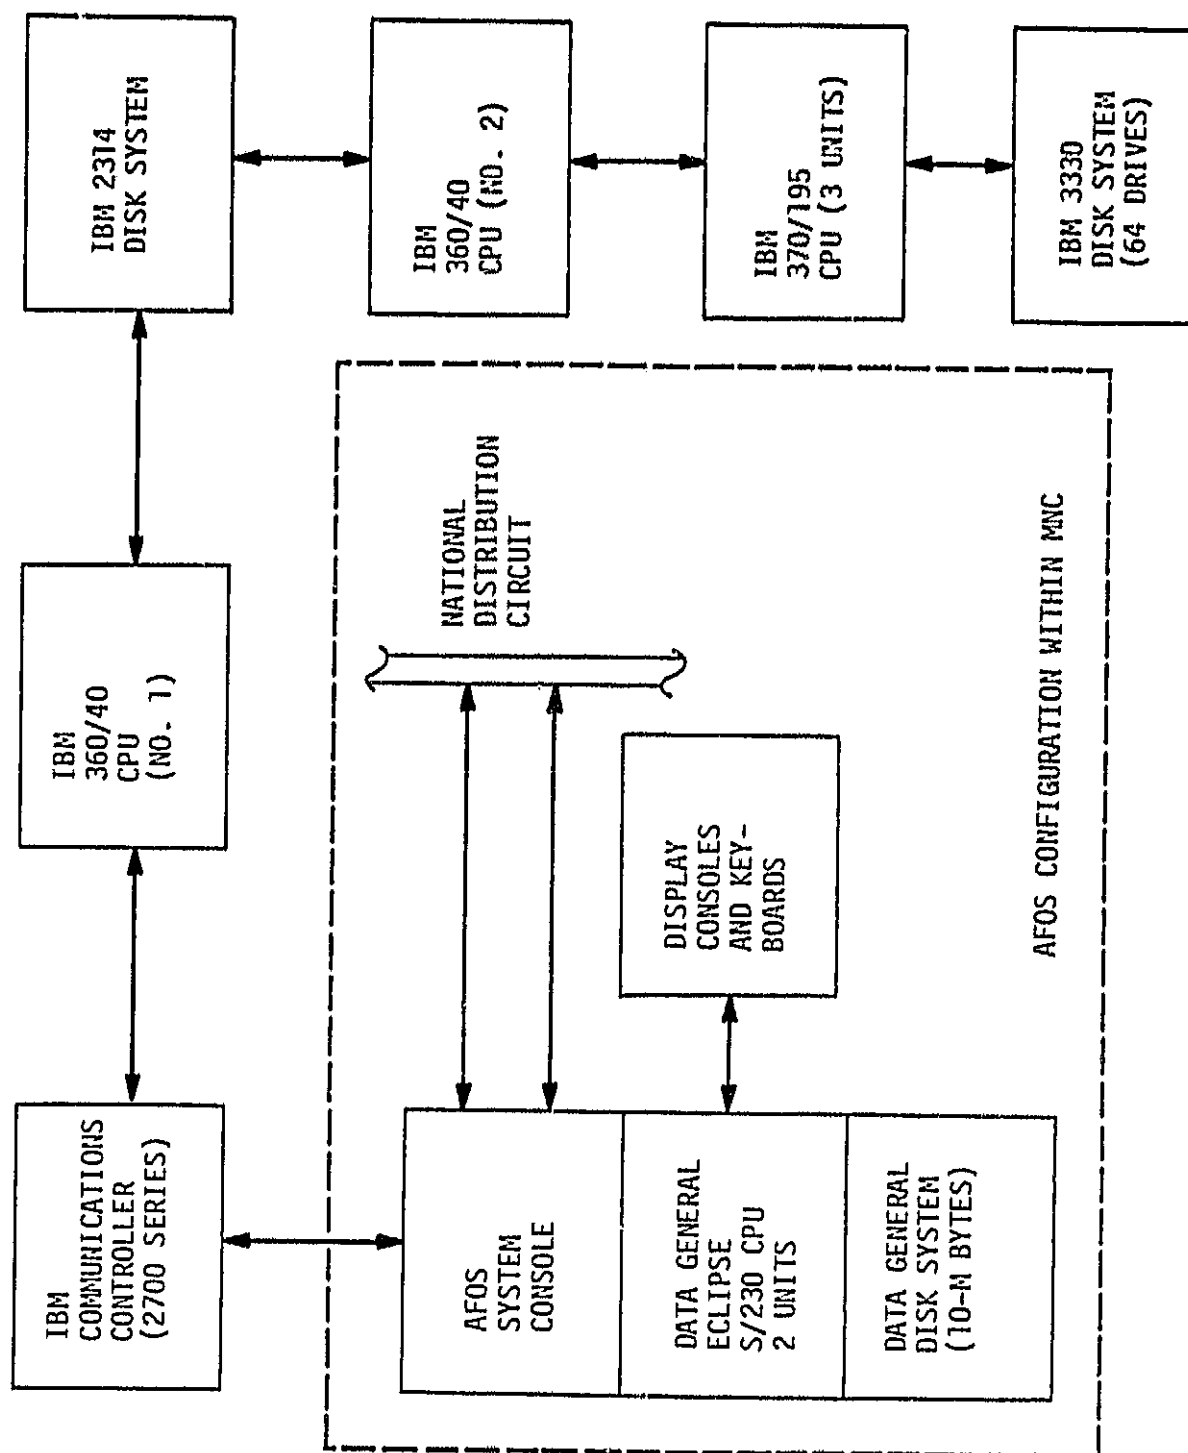 IBM
COMMUNICATIONS
CONTROLLER
(2700 SERIES)
IBM
360/40
CPU
(NO. 1)
IBM 2314
DISK SYSTEM
IBM
360/40
CPU (NO. 2)
IBM
370/195
CPU (3 UNITS)
IBM 3330
DISK SYSTEM
(64 DRIVES)
AFOS
SYSTEM
CONSOLE
NATIONAL
DISTRIBUTION
CIRCUIT
DATA GENERAL
ECLIPSE
S/230 CPU
2 UNITS
DISPLAY
CONSOLES
AND KEY-
BOARDS
DATA GENERAL
DISK SYSTEM
(10-M BYTES)
AFOS CONFIGURATION WITHIN MNC